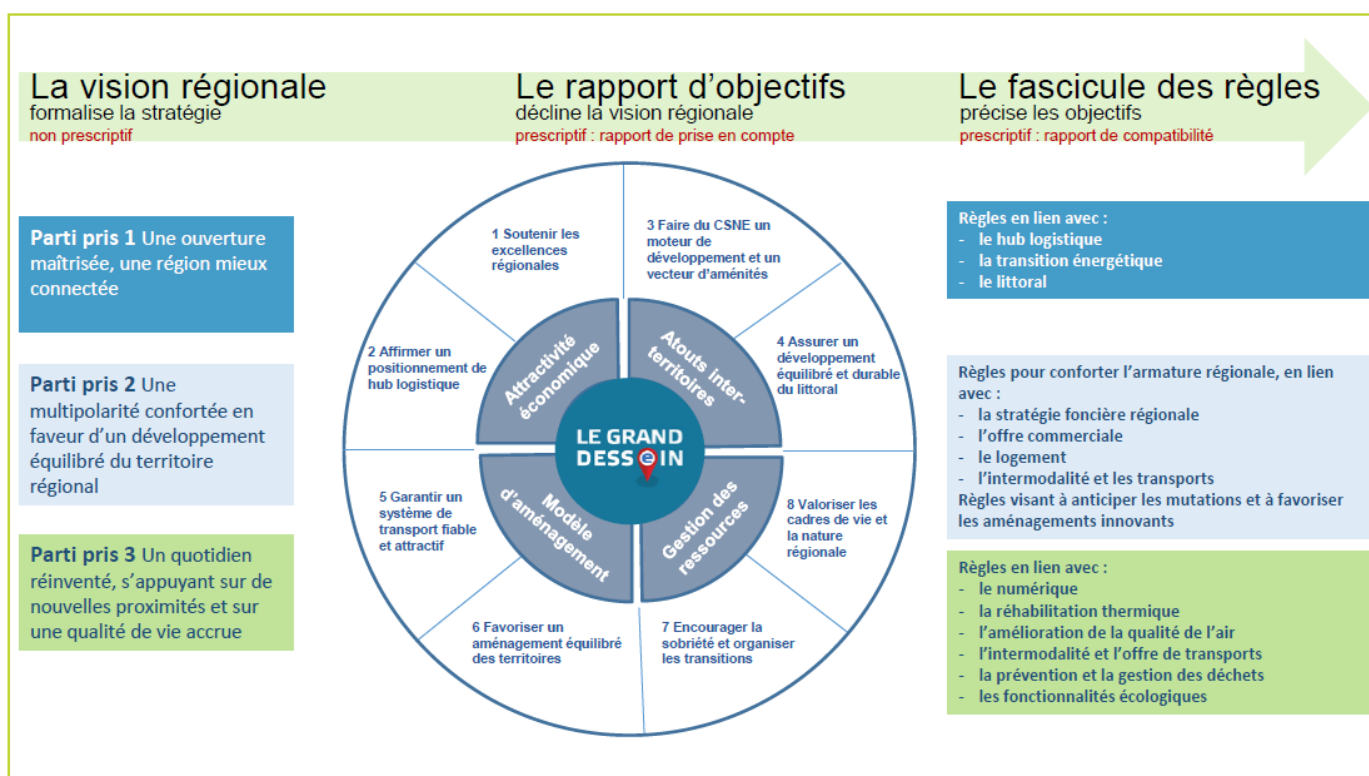 La vision régionale
formalise la stratégie
non prescriptif
Le rapport d'objectifs
décline la vision régionale
prescriptif : rapport de prise en compte
Le fascicule des règles
précise les objectifs
prescriptif : rapport de compatibilité
Parti pris 1 Une ouverture
maîtrisée, une région mieux
connectée
Parti pris 2 Une
multipolarité confortée en
faveur d'un développement
équilibré du territoire
régional
Parti pris 3 Un quotidien
réinventé, s'appuyant sur de
nouvelles proximités et sur
une qualité de vie accrue
1 Soutenir les
excellences
régionales
3 Faire du CSNE un
moteur de
développement et un
vecteur d'aménités
2 Affirmer un
positionnement de
hub logistique
4 Assurer un
développement
équilibré et durable
du littoral
Attractivité
économique
Atouts inter-
territoires
LE GRAND
DESSeIN
Modèle
d'aménagement
Gestion des
ressources
5 Garantir un
système de
transport fiable
et attractif
8 Valoriser les
cadres de vie et
la nature
régionale
6 Favoriser un
aménagement équilibré
des territoires
7 Encourager la
sobriété et organiser
les transitions
Règles en lien avec :
- le hub logistique
- la transition énergétique
- le littoral
Règles pour conforter l'armature régionale, en lien
avec :
- la stratégie foncière régionale
- l'offre commerciale
- le logement
- l'intermodalité et les transports
Règles visant à anticiper les mutations et à favoriser
les aménagements innovants
Règles en lien avec :
- le numérique
- la réhabilitation thermique
- l'amélioration de la qualité de l'air
- l'intermodalité et l'offre de transports
- la prévention et la gestion des déchets
- les fonctionnalités écologiques